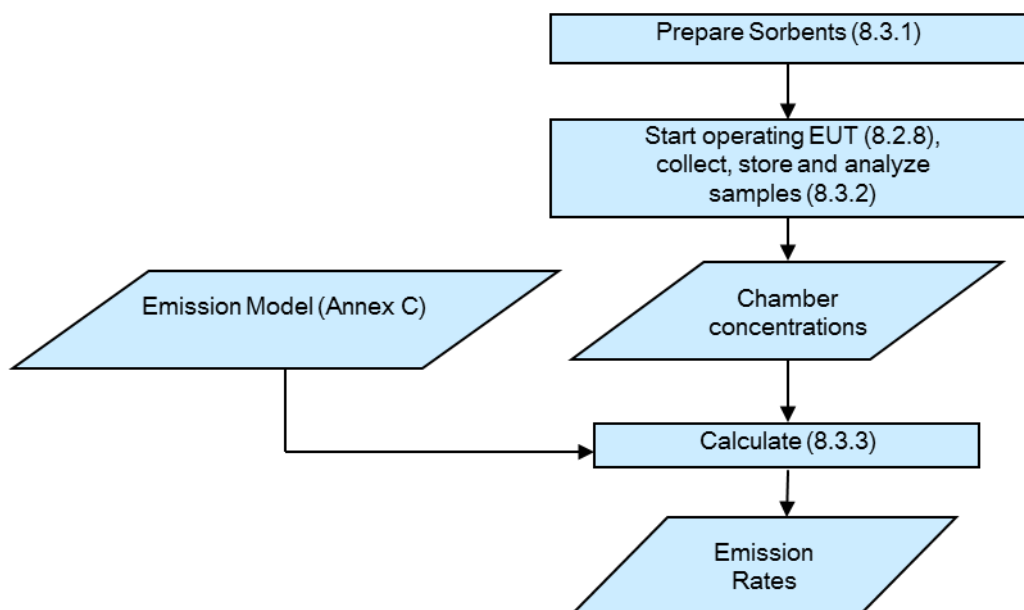 Prepare Sorbents (8.3.1)
Start operating EUT (8.2.8),
collect, store and analyze
samples (8.3.2)
Emission Model (Annex C)
Chamber
concentrations
Calculate (8.3.3)
Emission
Rates